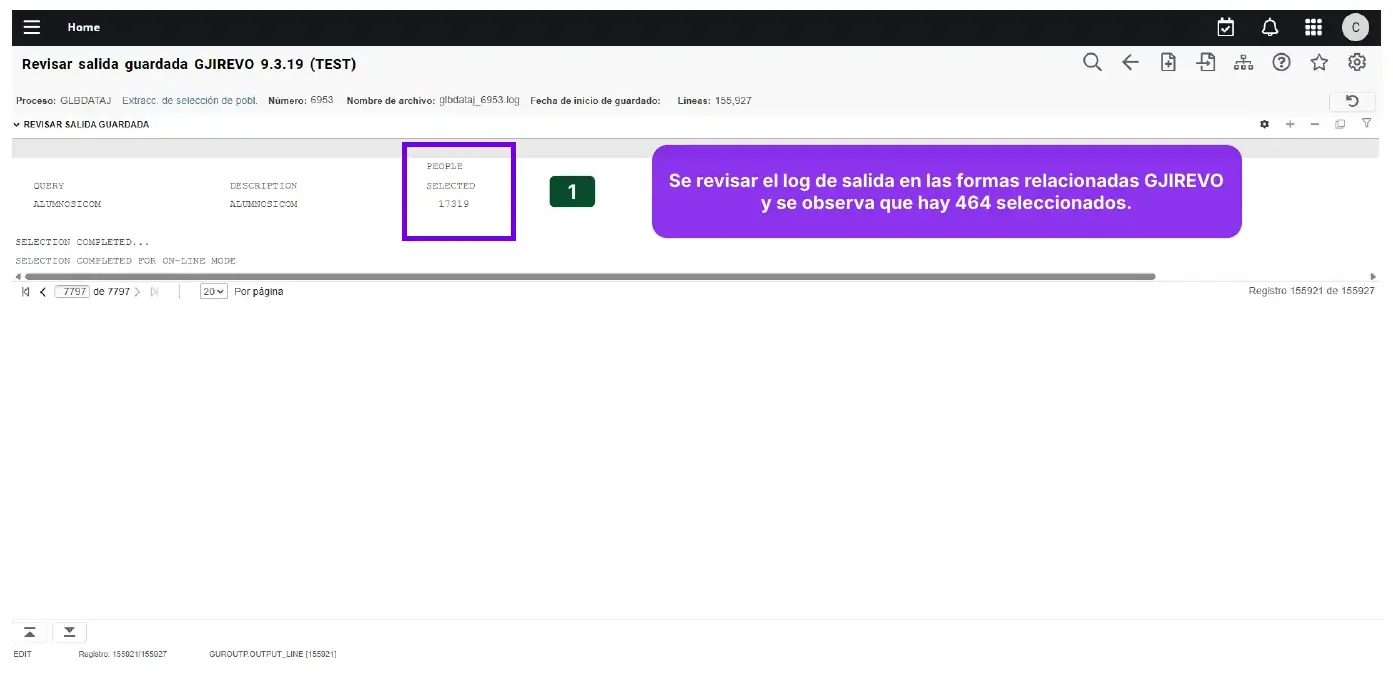 Home
C
Revisar salida guardada GJIREVO 9.3.19 (TEST)
Proceso: GLBDATAJ Extracc. de selección de pobl. Número: 6953 Nombre de archivo: glbdataj_6953.log Fecha de inicio de guardado: Líneas: 155,927
REVISAR SALIDA GUARDADA
PEOPLE
QUERY DESCRIPTION SELECTED
ALUMNOSICOM ALUMNOSICOM 17319
1
Se revisar el log de salida en las formas relacionadas GJIREVO
y se observa que hay 464 seleccionados.
SELECTION COMPLETED...
SELECTION COMPLETED FOR ON-LINE MODE
7797 de 7797 20 Por página Registro 155921 de 155927
EDIT Registro: 155921/155927 GUROUTP.OUTPUT_LINE [155921]